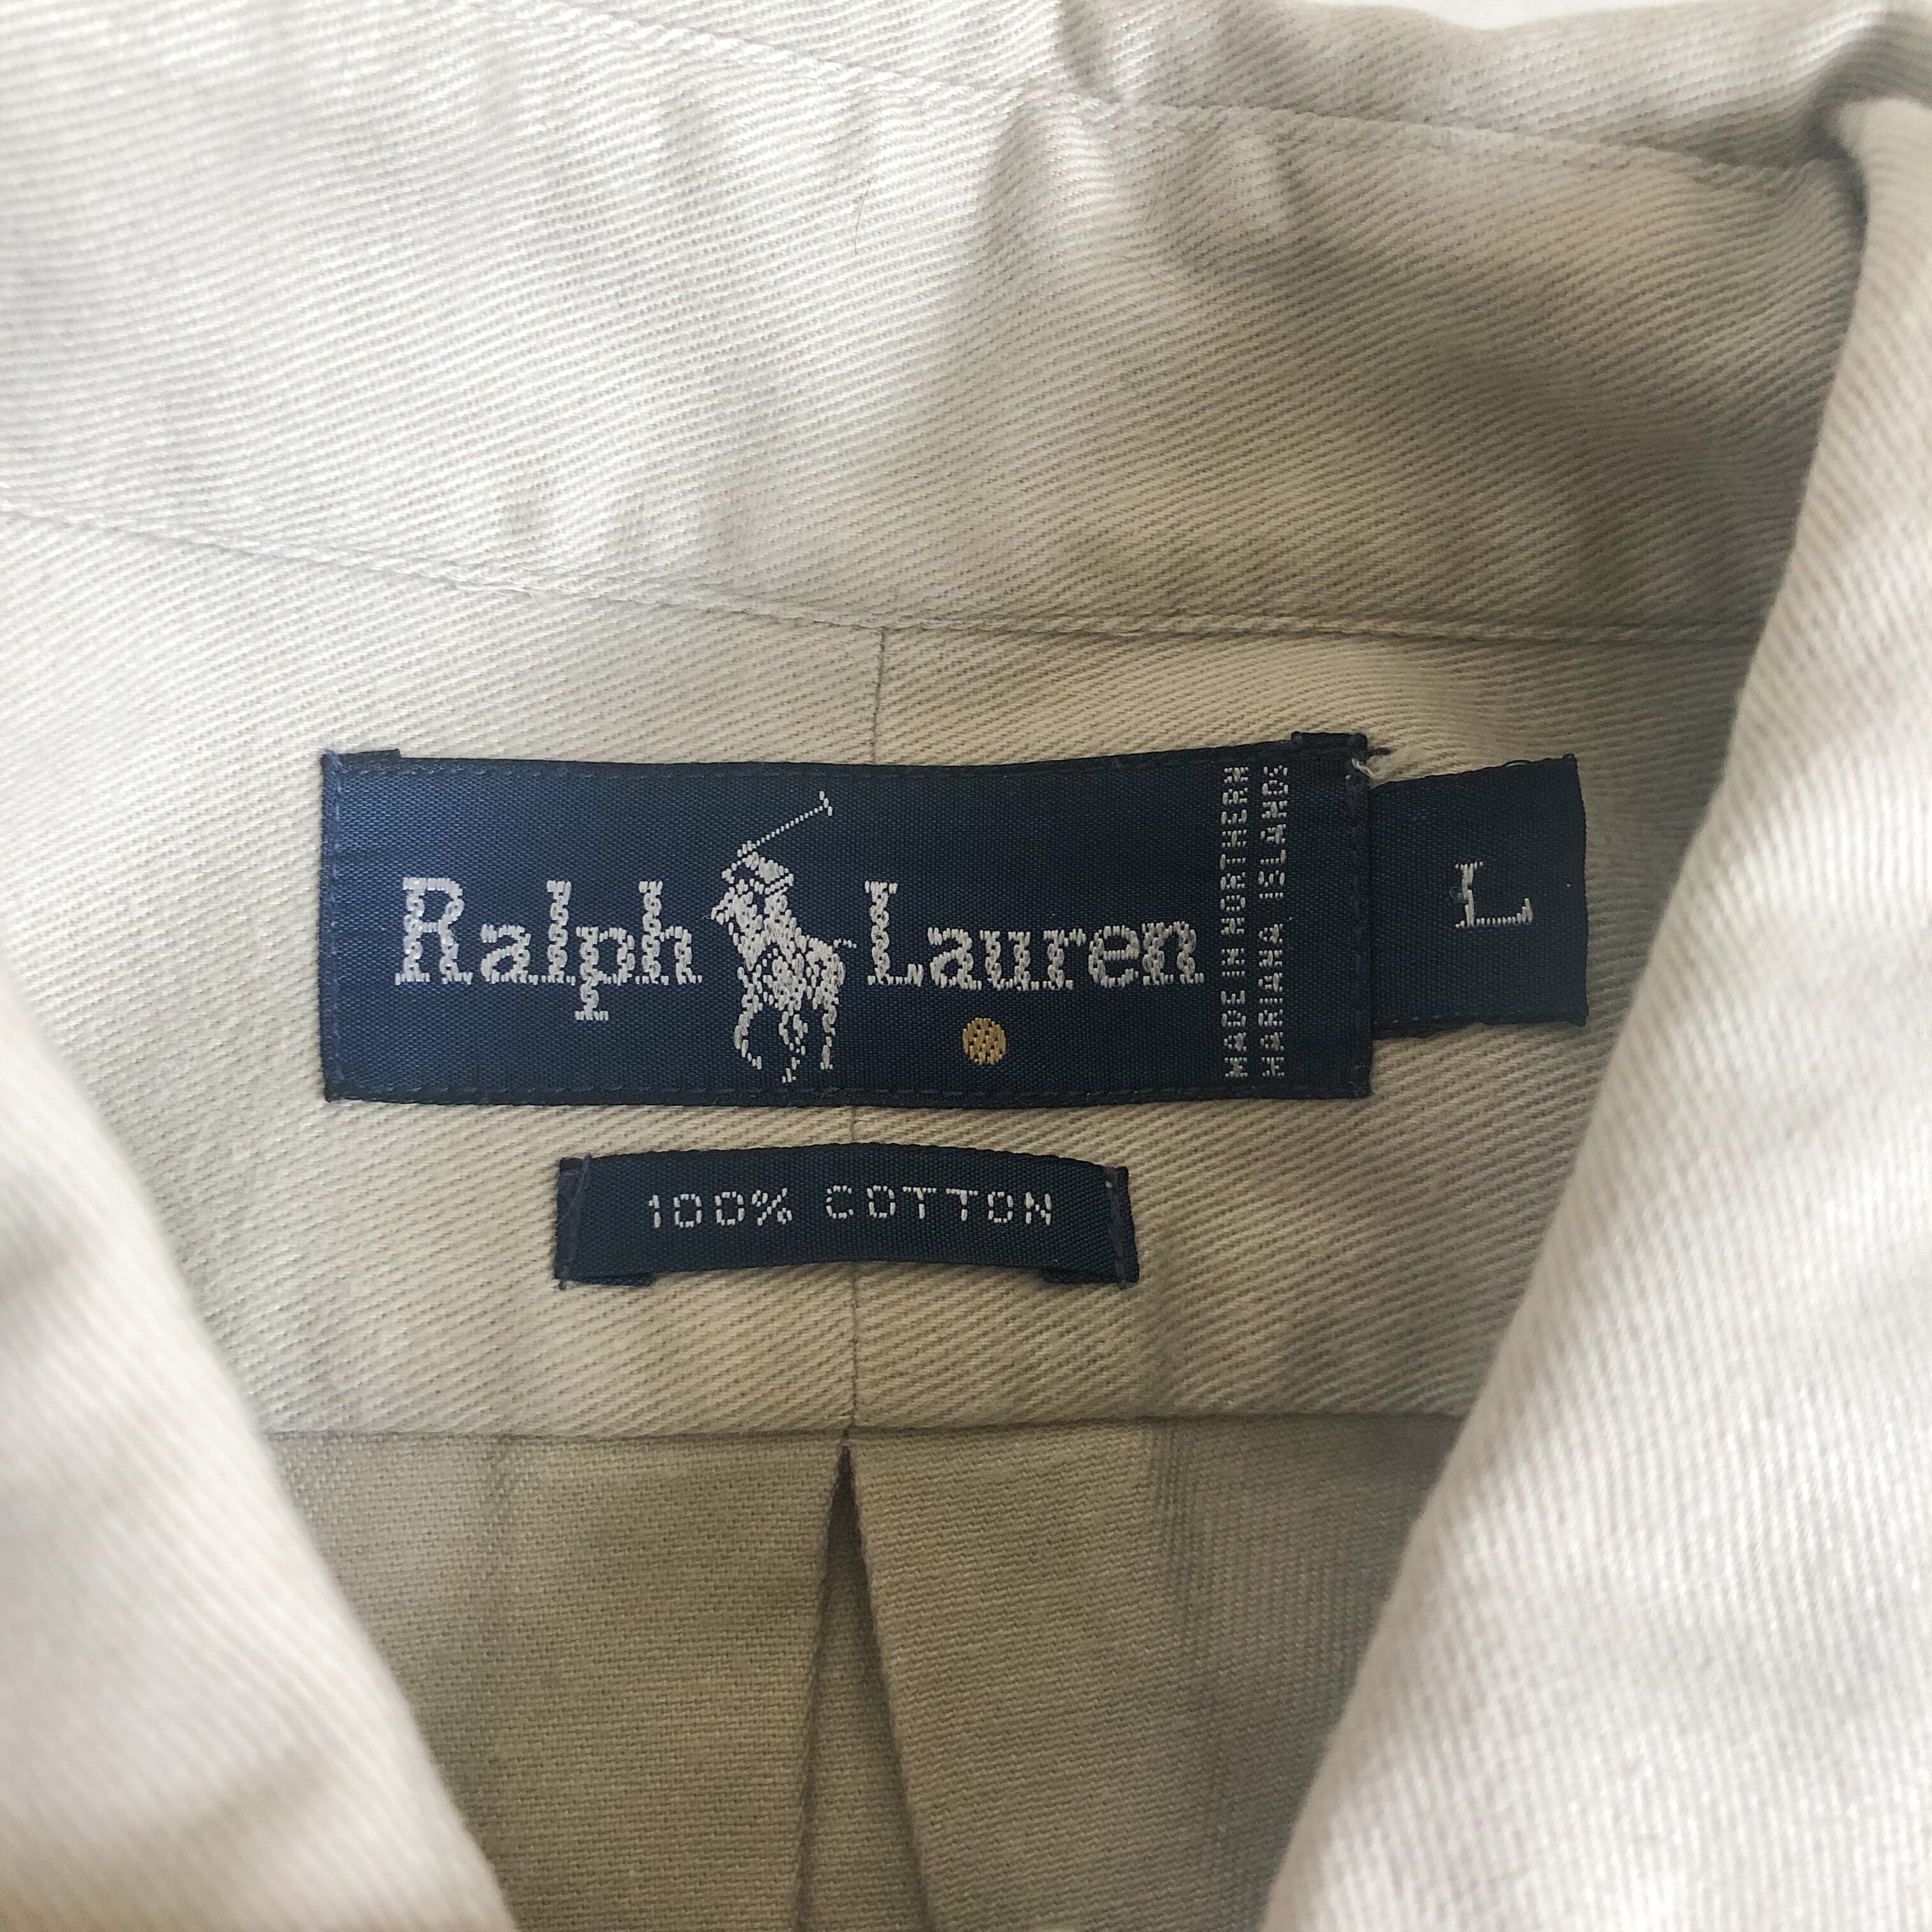 Ralph Lauren
MADE IN NORTHERN
MARIANA ISLANDS
L
100% COTTON